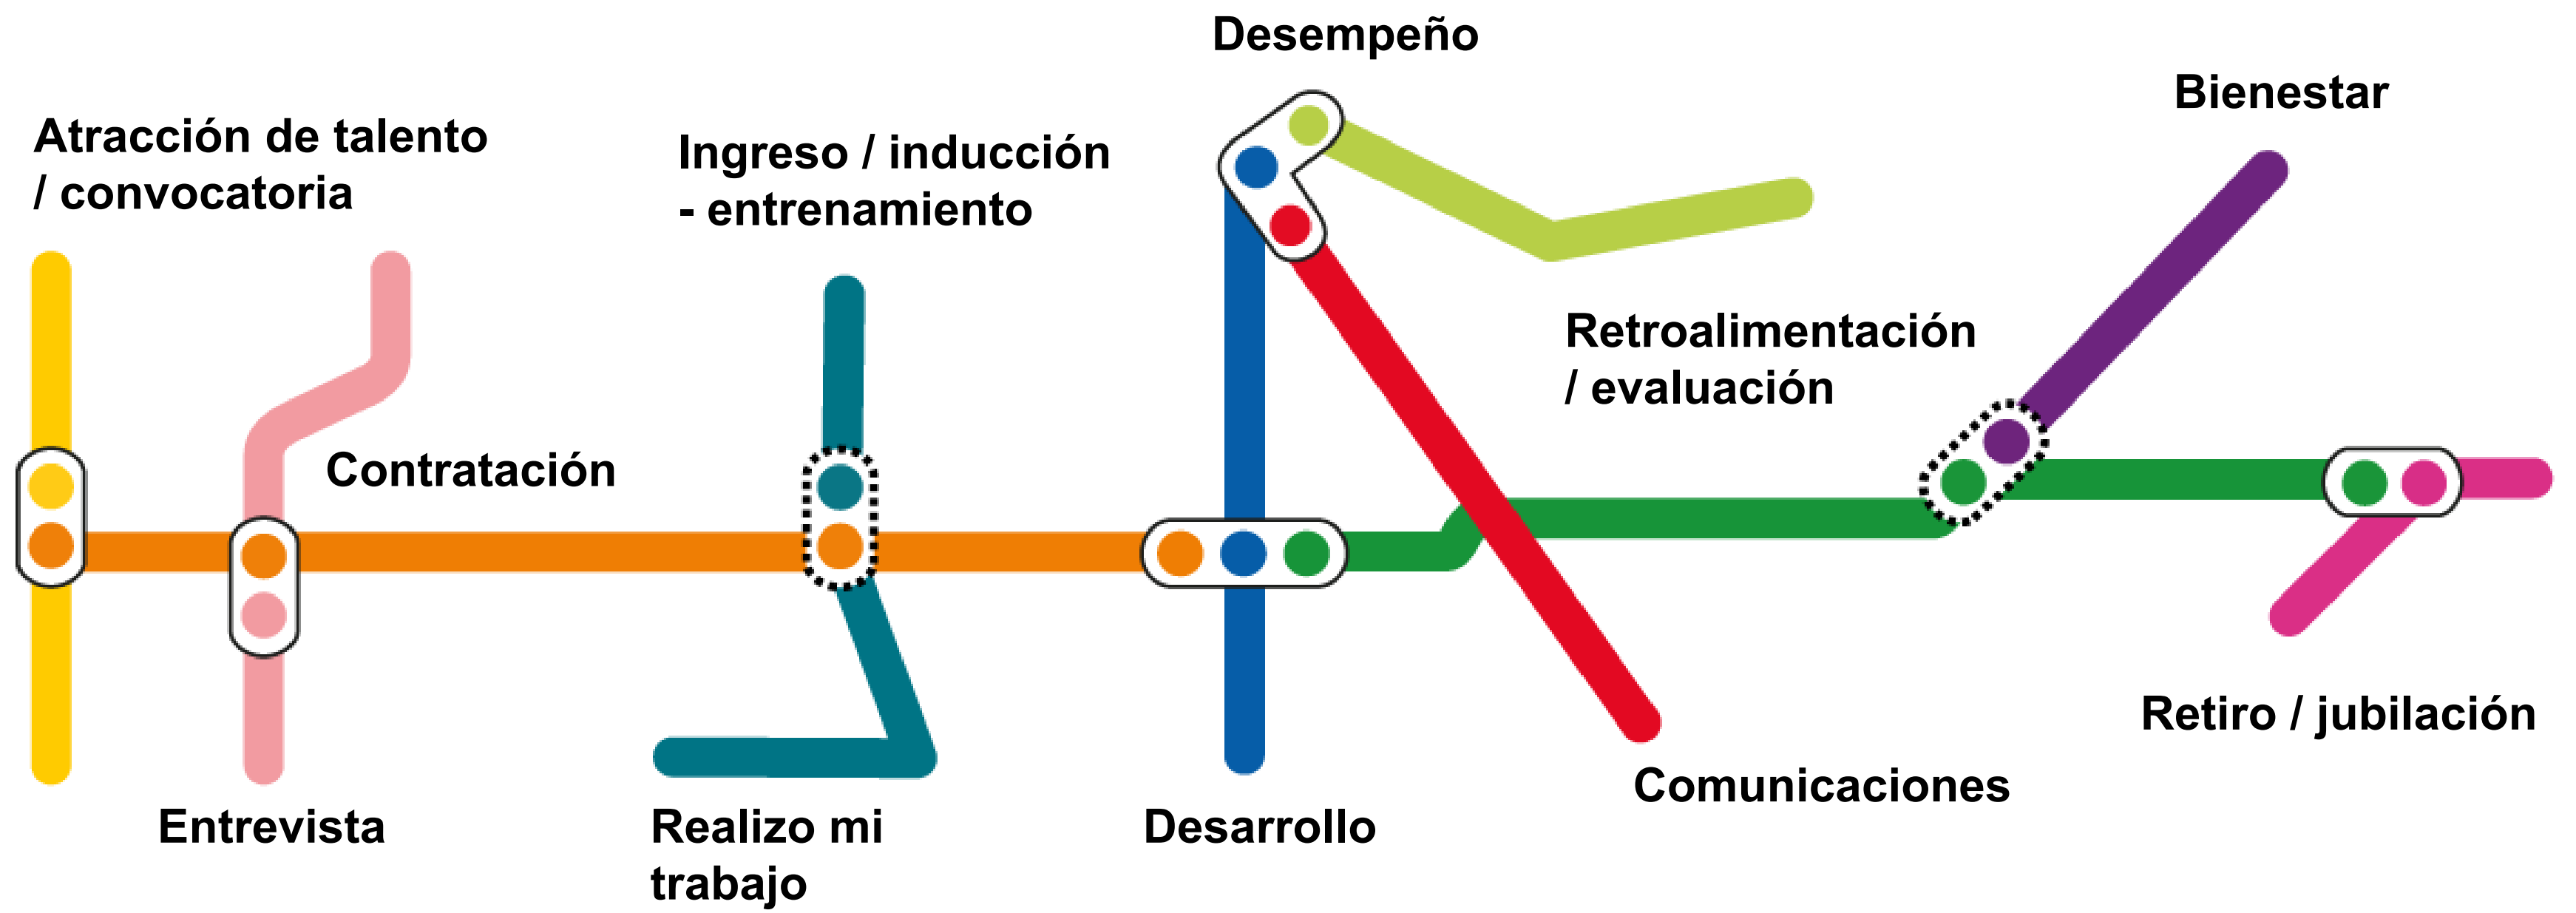 Desempeño
Bienestar
Atracción de talento
/ convocatoria
Ingreso / inducción
- entrenamiento
Retroalimentación
/ evaluación
Contratación
Retiro / jubilación
Comunicaciones
Entrevista
Realizo mi
trabajo
Desarrollo